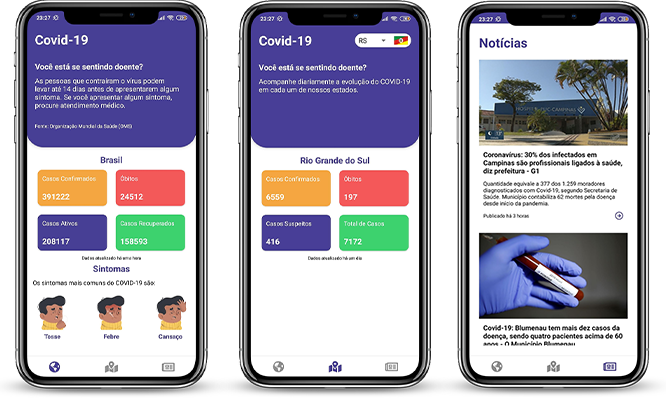 23:27
Covid-19
Você está se sentindo doente?
As pessoas que contraíram o vírus podem
levar até 14 dias antes de apresentarem algum
sintoma. Se você apresentar algum sintoma,
procure atendimento médico.
Fonte: Organização Mundial da Saúde (OMS)
Brasil
Casos Confirmados
391222
Óbitos
24512
Casos Ativos
208117
Casos Recuperados
158593
Dados atualizado há uma hora
Sintomas
Os sintomas mais comuns do COVID-19 são:
Tosse
Febre
Cansaço
23:27
Covid-19
RS
Você está se sentindo doente?
Acompanhe diariamente a evolução do COVID-19
em cada um de nossos estados.
Rio Grande do Sul
Casos Confirmados
6559
Óbitos
197
Casos Suspeitos
416
Total de Casos
7172
Dados atualizado há um dia
23:27
Notícias
Coronavírus: 30% dos infectados em
Campinas são profissionais ligados à saúde,
diz prefeitura - G1
Quantidade equivale a 377 dos 1.259 moradores
diagnosticados com Covid-19, segundo Secretaria de
Saúde. Município contabiliza 62 mortes pela doença
desde início da pandemia.
Publicado há 3 horas
Covid-19: Blumenau tem mais dez casos da
doença, sendo quatro pacientes acima de 60
anos - O Município Blumenau